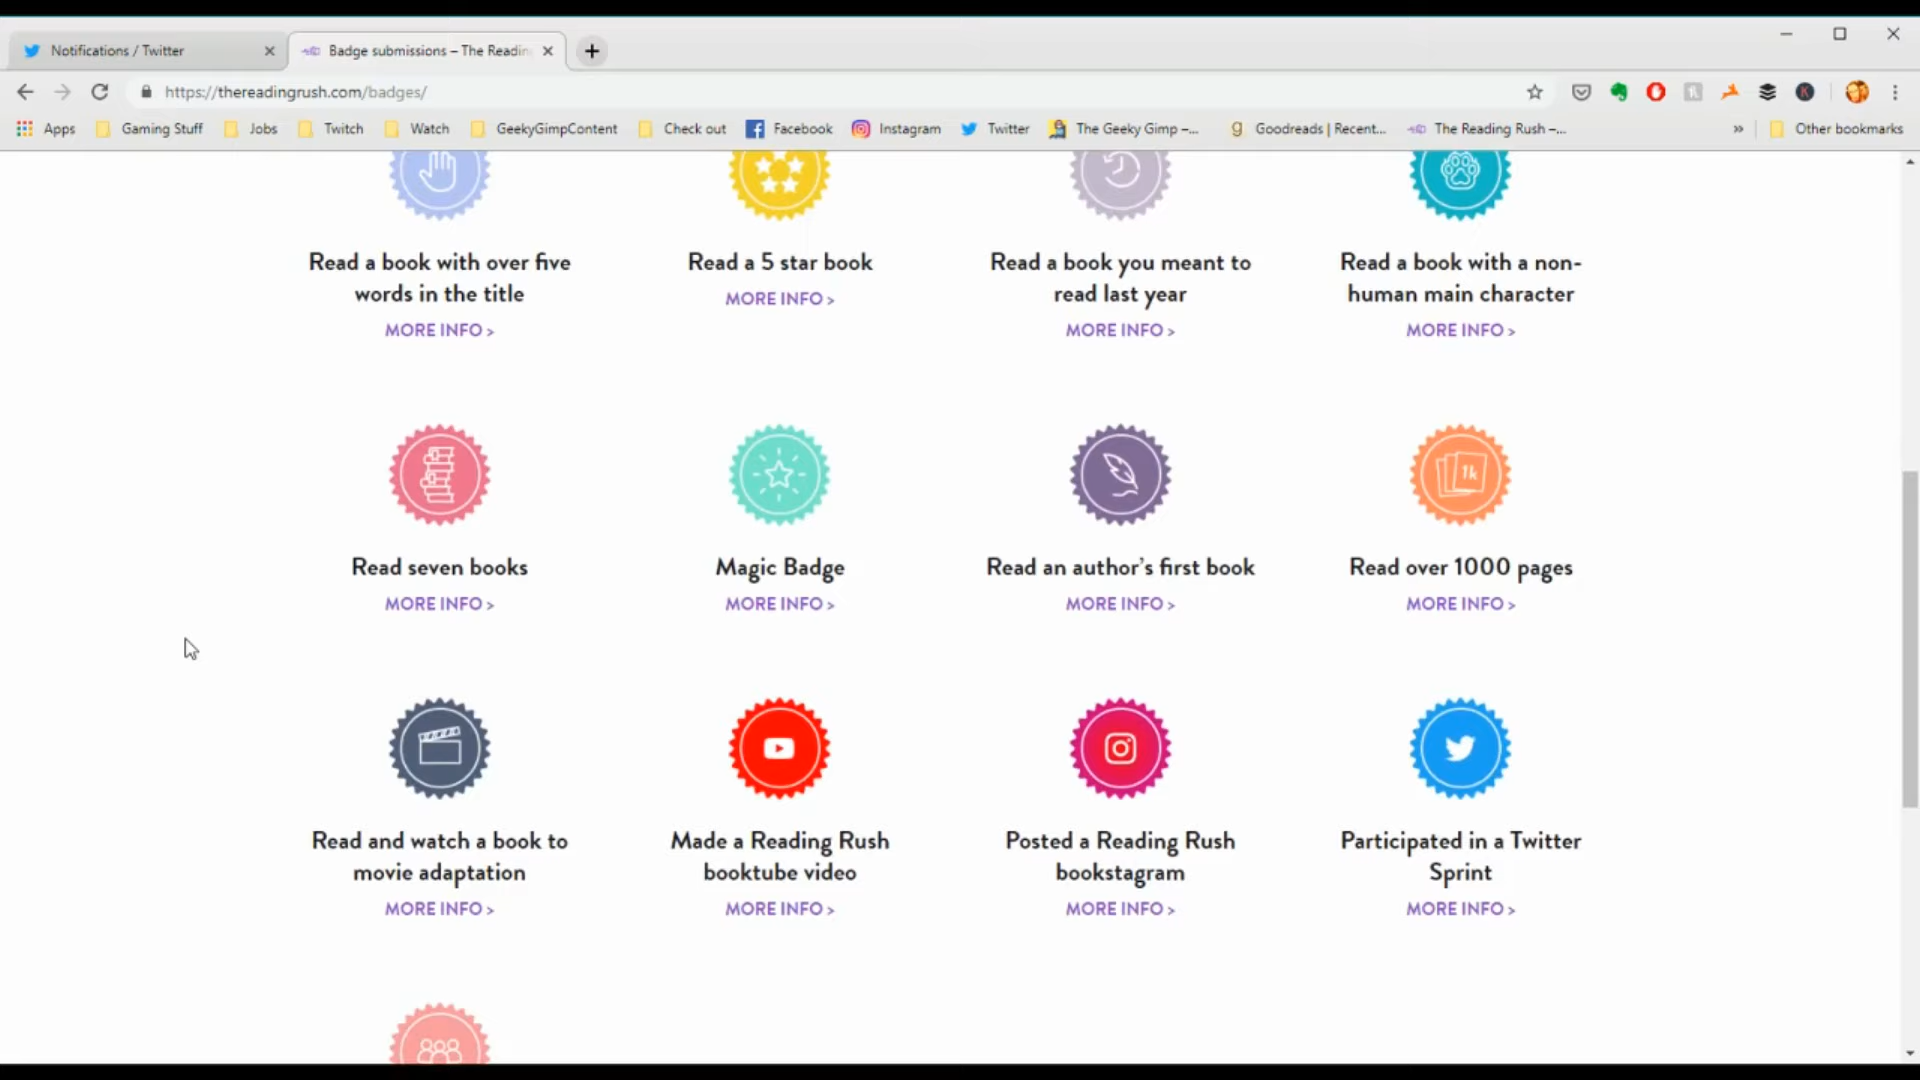 Notifications / Twitter
Badge submissions – The Readin
https://thereadingrush.com/badges/
Apps
Gaming Stuff
Jobs
Twitch
Watch
GeekyGimpContent
Check out
Facebook
Instagram
Twitter
The Geeky Gimp –...
Goodreads | Recent...
The Reading Rush –...
»
Other bookmarks
Read a book with over five
words in the title
MORE INFO >
Read a 5 star book
MORE INFO >
Read a book you meant to
read last year
MORE INFO >
Read a book with a non-
human main character
MORE INFO >
1k
Read seven books
MORE INFO >
Magic Badge
MORE INFO >
Read an author's first book
MORE INFO >
Read over 1000 pages
MORE INFO >
Read and watch a book to
movie adaptation
MORE INFO >
Made a Reading Rush
booktube video
MORE INFO >
Posted a Reading Rush
bookstagram
MORE INFO >
Participated in a Twitter
Sprint
MORE INFO >